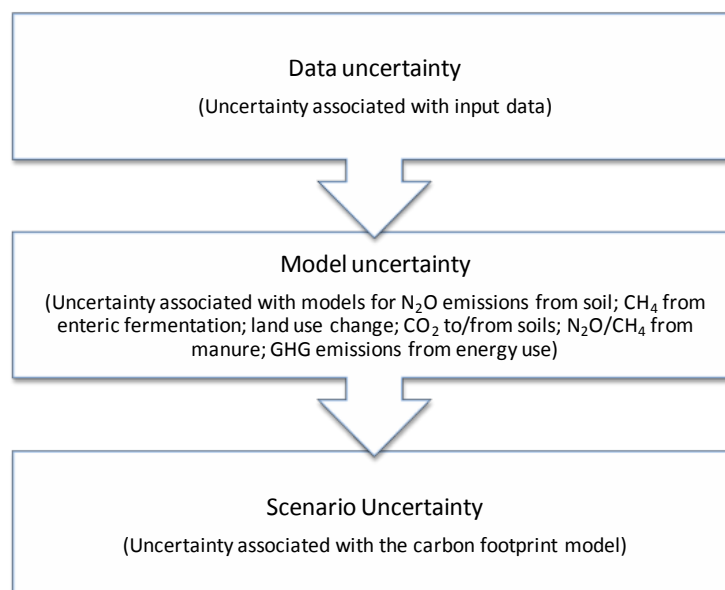 Data uncertainty
(Uncertainty associated with input data)
Model uncertainty
(Uncertainty associated with models for N₂O emissions from soil; CH₄ from
enteric fermentation; land use change; CO₂ to/from soils; N₂O/CH₄ from
manure; GHG emissions from energy use)
Scenario Uncertainty
(Uncertainty associated with the carbon footprint model)